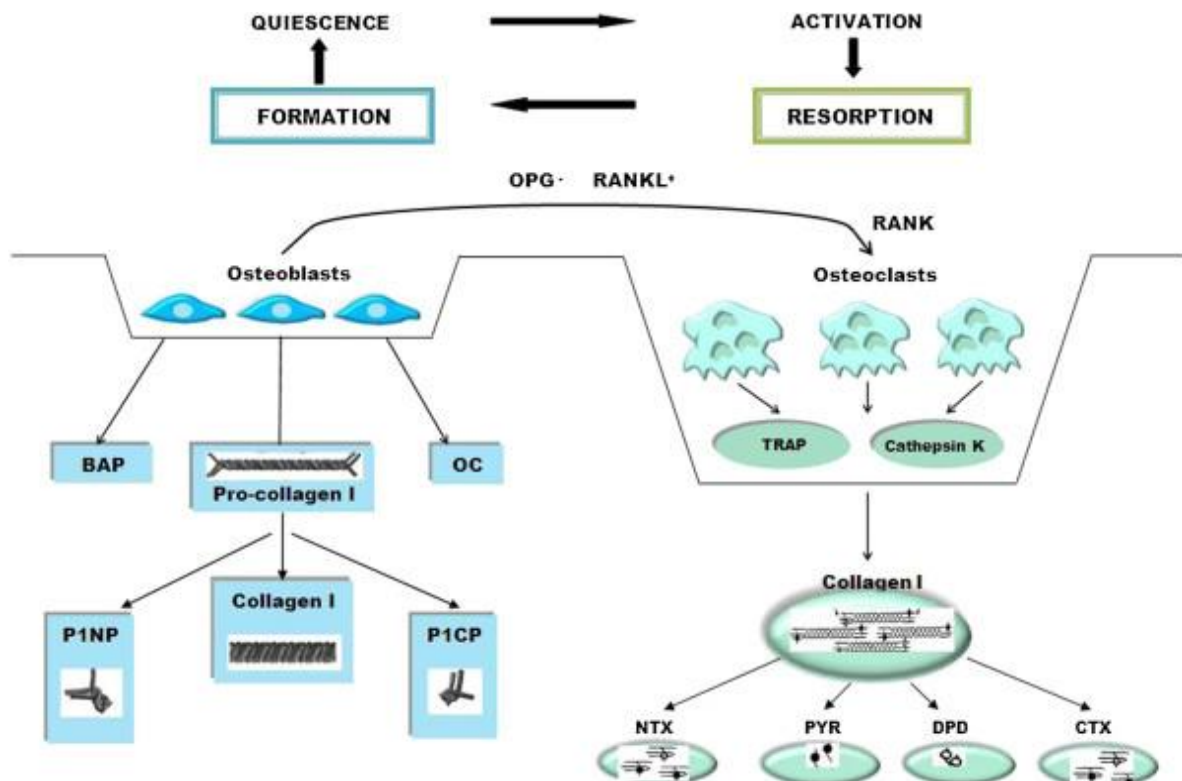 QUIESCENCE
ACTIVATION
FORMATION
RESORPTION
OPG - RANKL+
RANK
Osteoblasts
Osteoclasts
TRAP
Cathepsin K
BAP
Pro-collagen I
OC
Collagen I
P1NP
Collagen I
P1CP
NTX
PYR
DPD
CTX